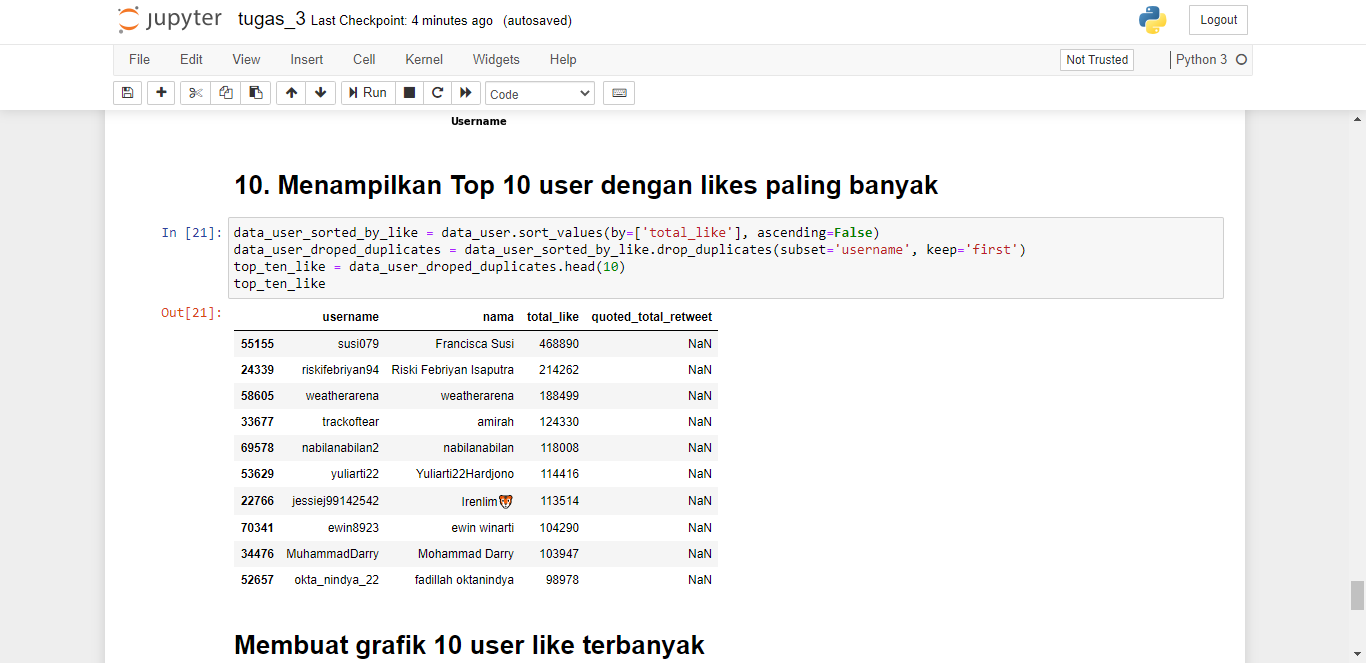 jupyter tugas_3 Last Checkpoint: 4 minutes ago (autosaved)
Logout
File Edit View Insert Cell Kernel Widgets Help
Not Trusted
Python 3
Run
Code
Username
10. Menampilkan Top 10 user dengan likes paling banyak
In [21]:
data_user_sorted_by_like = data_user.sort_values(by=['total_like'], ascending=False)
data_user_droped_duplicates = data_user_sorted_by_like.drop_duplicates(subset='username', keep='first')
top_ten_like = data_user_droped_duplicates.head(10)
top_ten_like
Out[21]:
username nama total_like quoted_total_retweet
55155 susi079 Francisca Susi 468890 NaN
24339 riskifebriyan94 Riski Febriyan Isaputra 214262 NaN
58605 weatherarena weatherarena 188499 NaN
33677 trackoftear amirah 124330 NaN
69578 nabilanabilan2 nabilanabilan 118008 NaN
53629 yuliarti22 Yuliarti22Hardjono 114416 NaN
22766 jessiej99142542 Irenlim🐯 113514 NaN
70341 ewin8923 ewin winarti 104290 NaN
34476 MuhammadDarry Mohammad Darry 103947 NaN
52657 okta_nindya_22 fadillah oktanindya 98978 NaN
Membuat grafik 10 user like terbanyak